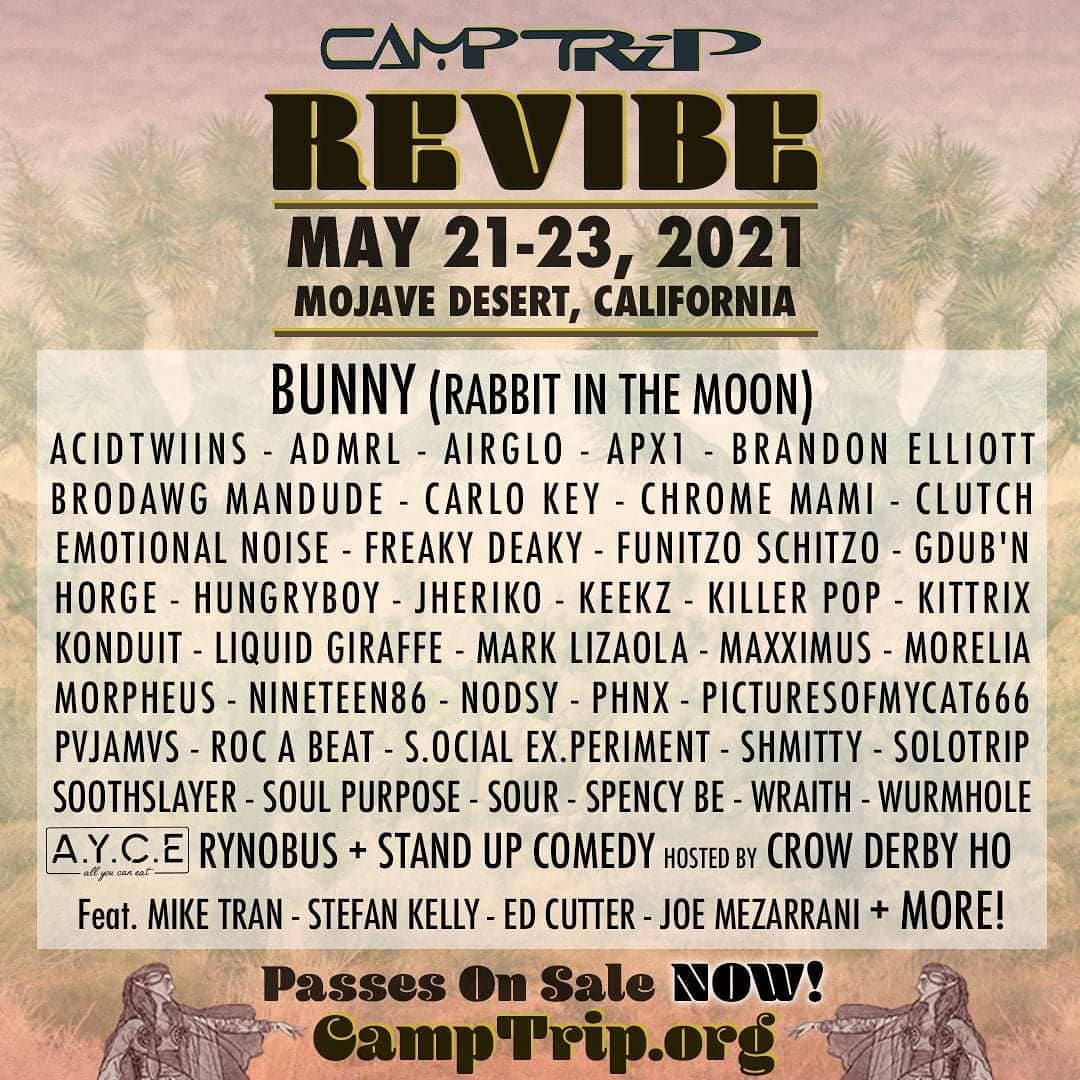 CAMP TRiP
REVIBE
MAY 21-23, 2021
MOJAVE DESERT, CALIFORNIA
BUNNY (RABBIT IN THE MOON)
ACIDTWIINS - ADMRL - AIRGLO - APX1 - BRANDON ELLIOTT
BRODAWG MANDUDE - CARLO KEY - CHROME MAMI - CLUTCH
EMOTIONAL NOISE - FREAKY DEAKY - FUNITZO SCHITZO - GDUB'N
HORGE - HUNGRYBOY - JHERIKO - KEEKZ - KILLER POP - KITTRIX
KONDUIT - LIQUID GIRAFFE - MARK LIZAOLA - MAXXIMUS - MORELIA
MORPHEUS - NINETEEN86 - NODSY - PHNX - PICTURESOFMYCAT666
PVJAMVS - ROC A BEAT - S.OCIAL EX.PERIMENT - SHMITTY - SOLOTRIP
SOOTHSLAYER - SOUL PURPOSE - SOUR - SPENCY BE - WRAITH - WURMHOLE
A.Y.C.E RYNOBUS + STAND UP COMEDY HOSTED BY CROW DERBY HO
all you can eat
Feat. MIKE TRAN - STEFAN KELLY - ED CUTTER - JOE MEZARRANI + MORE!
Passes On Sale NOW!
CampTrip.org